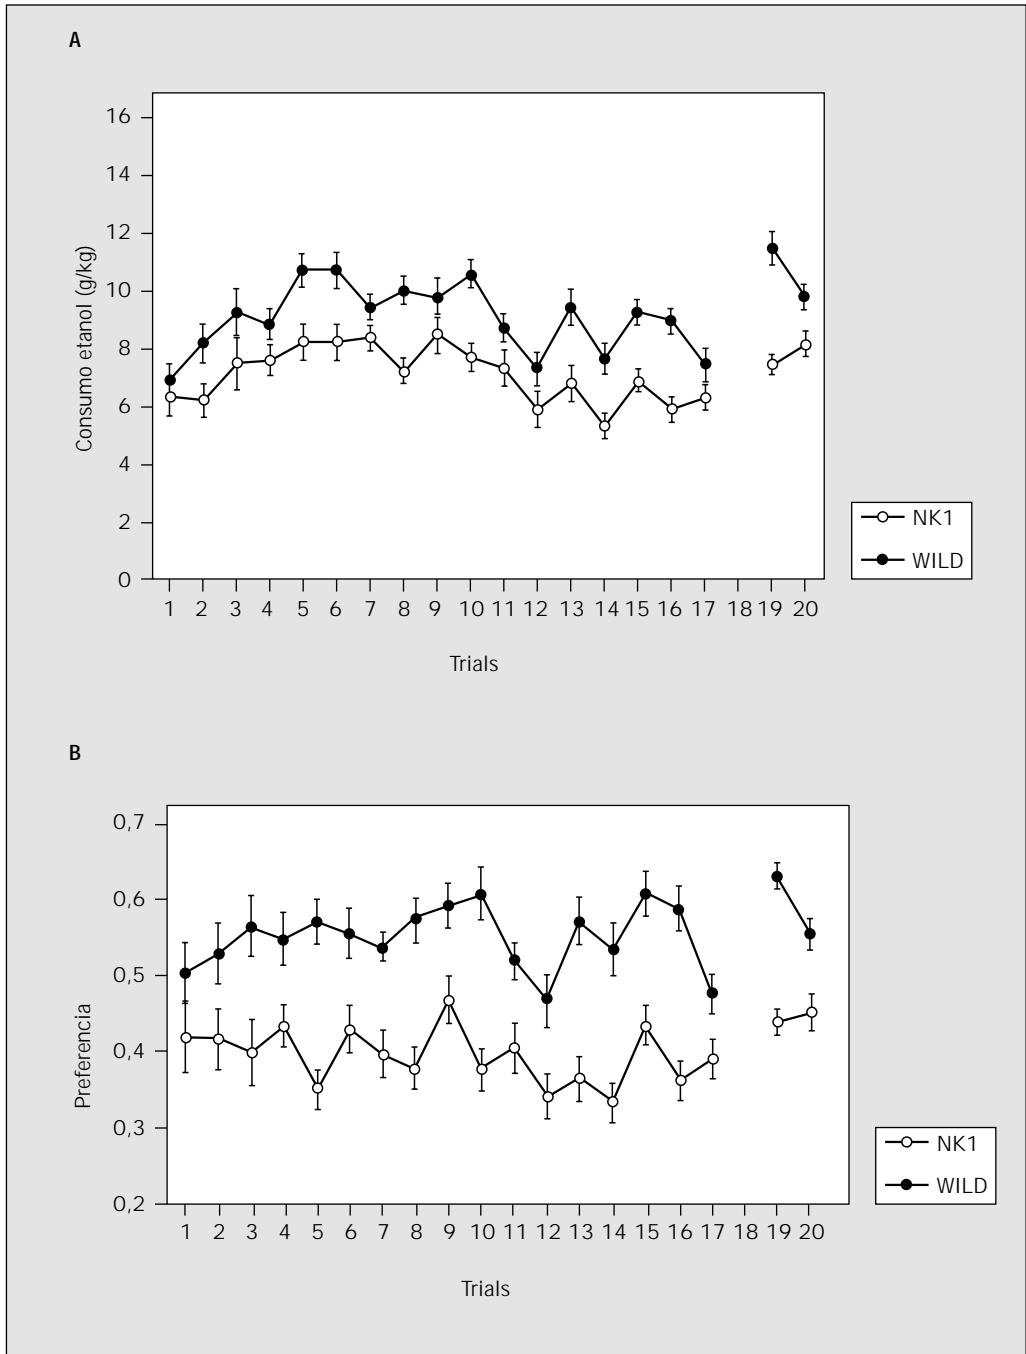 A
16
14
12
10
8
6
4
2
0
Consumo etanol (g/kg)
1 2 3 4 5 6 7 8 9 10 11 12 13 14 15 16 17 18 19 20
Trials
NK1
WILD
B
0,7
0,6
0,5
0,4
0,3
0,2
Preferencia
1 2 3 4 5 6 7 8 9 10 11 12 13 14 15 16 17 18 19 20
Trials
NK1
WILD